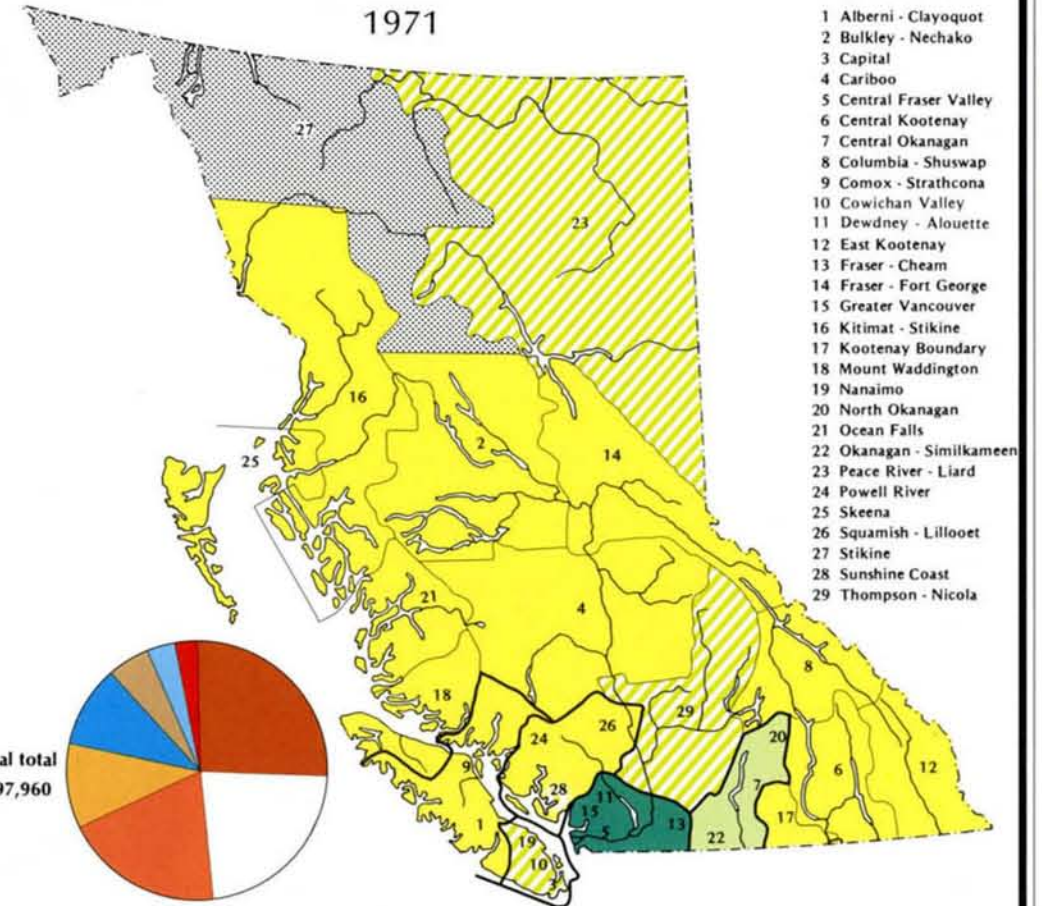 1971
1 Alberni - Clayoquot
2 Bulkley - Nechako
3 Capital
4 Cariboo
5 Central Fraser Valley
6 Central Kootenay
7 Central Okanagan
8 Columbia - Shuswap
9 Comox - Strathcona
10 Cowichan Valley
11 Dewdney - Alouette
12 East Kootenay
13 Fraser - Cheam
14 Fraser - Fort George
15 Greater Vancouver
16 Kitimat - Stikine
17 Kootenay Boundary
18 Mount Waddington
19 Nanaimo
20 North Okanagan
21 Ocean Falls
22 Okanagan - Similkameen
23 Peace River - Liard
24 Powell River
25 Skeena
26 Squamish - Lillooet
27 Stikine
28 Sunshine Coast
29 Thompson - Nicola
27
23
16
25
2
14
21
4
8
18
26
29
24
20
9
28
7
6
12
11
15
5
13
17
22
1
19
10
3
al total
97,960